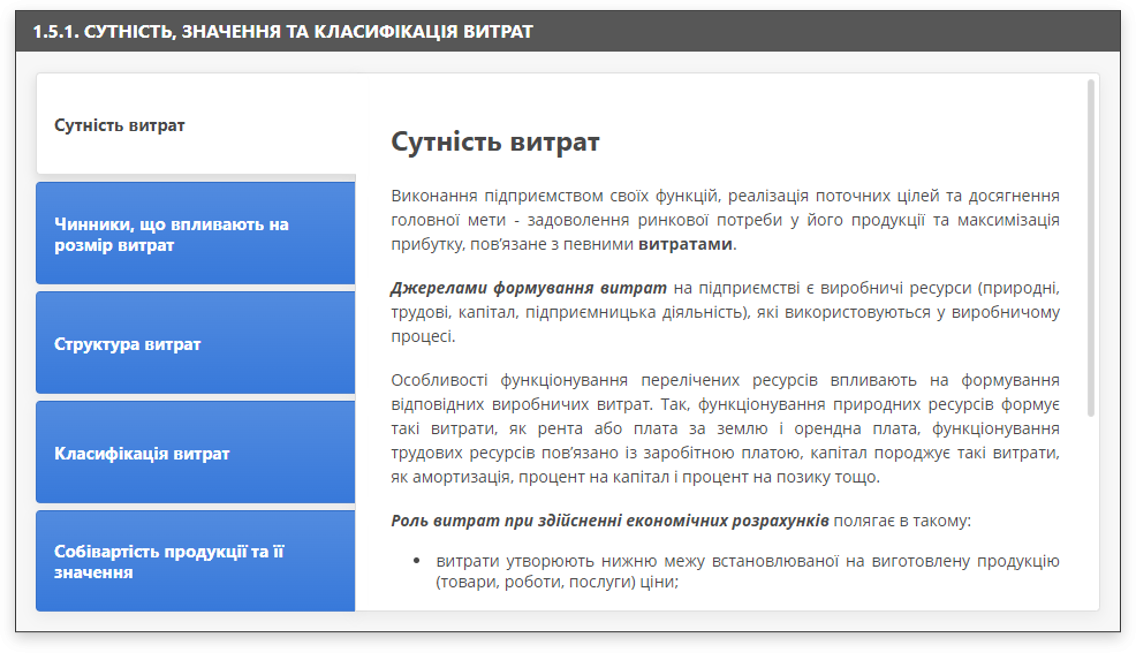 1.5.1. СУТНІСТЬ, ЗНАЧЕННЯ ТА КЛАСИФІКАЦІЯ ВИТРАТ
Сутність витрат
Чинники, що впливають на
розмір витрат
Структура витрат
Класифікація витрат
Собівартість продукції та її
значення
Сутність витрат
Виконання підприємством своїх функцій, реалізація поточних цілей та досягнення
головної мети - задоволення ринкової потреби у його продукції та максимізація
прибутку, пов’язане з певними витратами.
Джерелами формування витрат на підприємстві є виробничі ресурси (природні,
трудові, капітал, підприємницька діяльність), які використовуються у виробничому
процесі.
Особливості функціонування перелічених ресурсів впливають на формування
відповідних виробничих витрат. Так, функціонування природних ресурсів формує
такі витрати, як рента або плата за землю і орендна плата, функціонування
трудових ресурсів пов’язано із заробітною платою, капітал породжує такі витрати,
як амортизація, процент на капітал і процент на позику тощо.
Роль витрат при здійсненні економічних розрахунків полягає в такому:
• витрати утворюють нижню межу встановлюваної на виготовлену продукцію
(товари, роботи, послуги) ціни;